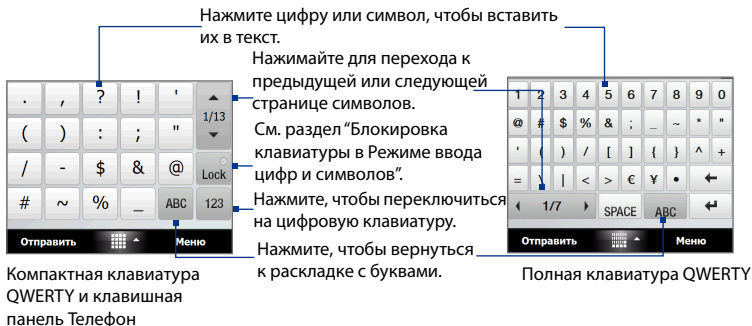 Нажмите цифру или символ, чтобы вставить
их в текст.
Нажимайте для перехода к
предыдущей или следующей
странице символов.
См. раздел “Блокировка
клавиатуры в Режиме ввода
цифр и символов”.
Нажмите, чтобы переключиться
на цифровую клавиатуру.
Нажмите, чтобы вернуться
к раскладке с буквами.
. , ? ! '
1/13
( ) : ; "
/ - $ & @ Lock
# ~ % _ ABC 123
Отправить Меню
Компактная клавиатура
QWERTY и клавишная
панель Телефон
1 2 3 4 5 6 7 8 9 0
@ # $ % & ; _ ~ * "
' ( ) / [ ] { } ^ +
= \ | < > € ¥ •
1/7 SPACE ABC
Отправить Меню
Полная клавиатура QWERTY